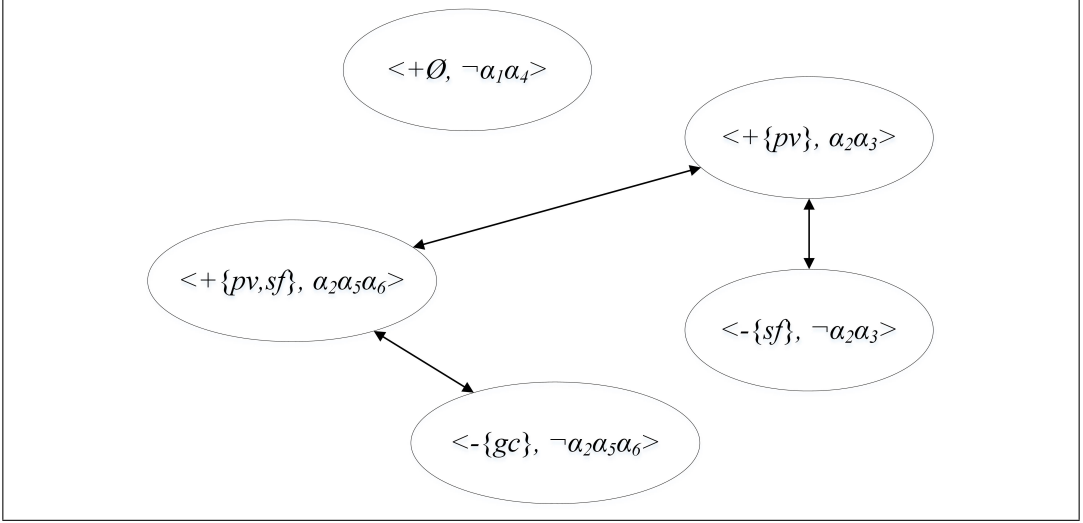 <+Ø, ¬α₁α₄>
<+{pv}, α₂α₃>
<+{pv,sf}, α₂α₅α₆>
<-{sf}, ¬α₂α₃>
<-{gc}, ¬α₂α₅α₆>